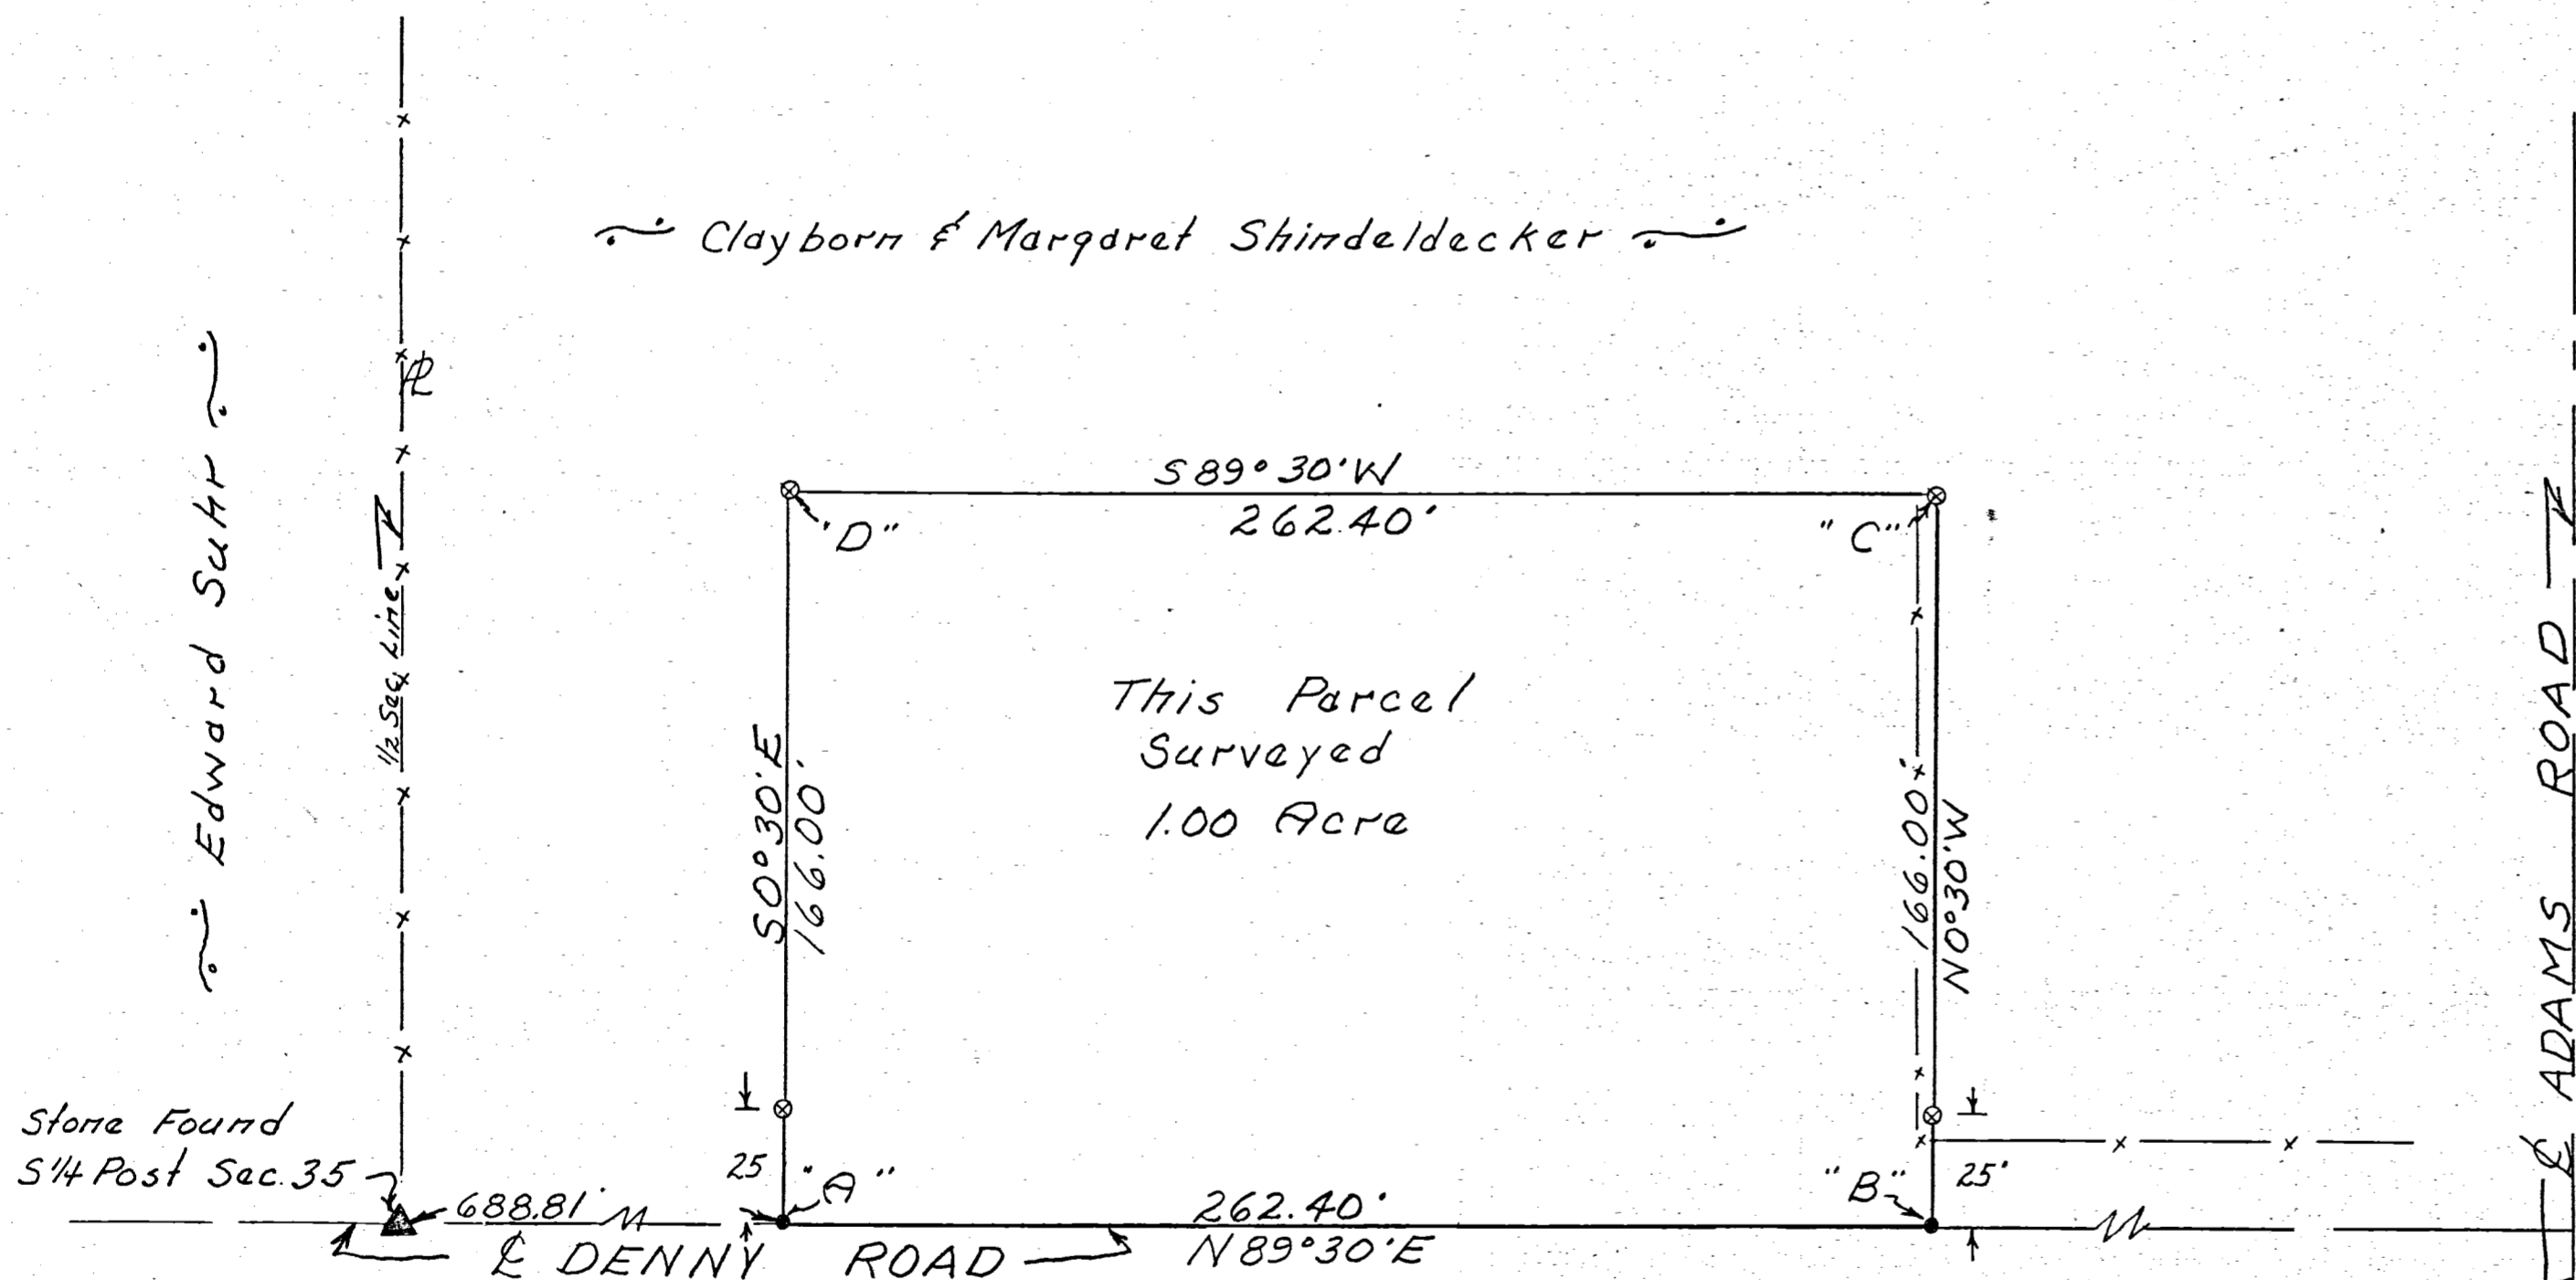 Clayborn & Margaret Shindeldecker
Edward Suhr
PL
1/2 Sec. Line
S89°30'W
262.40'
"D"
"C"
This Parcel
Surveyed
1.00 Acre
S0°30'E
166.00'
166.00'
N0°30'W
℄ ADAMS ROAD
Stone Found
S 1/4 Post Sec. 35
688.81'
25
"A"
262.40'
N89°30'E
"B"
25'
℄ DENNY ROAD